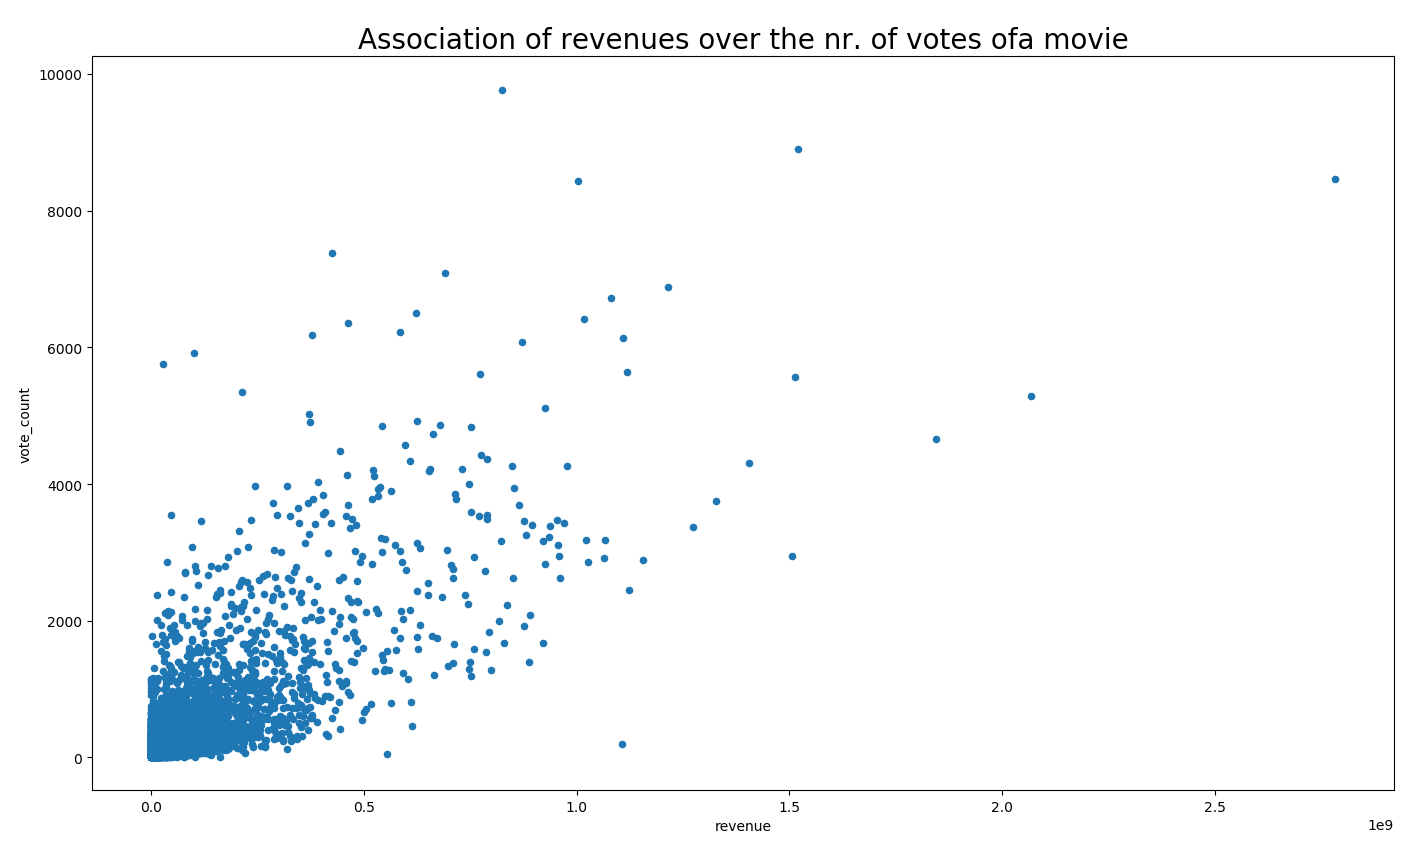 Association of revenues over the nr. of votes ofa movie
10000
8000
6000
4000
2000
0
vote_count
0.0 0.5 1.0 1.5 2.0 2.5
revenue
1e9